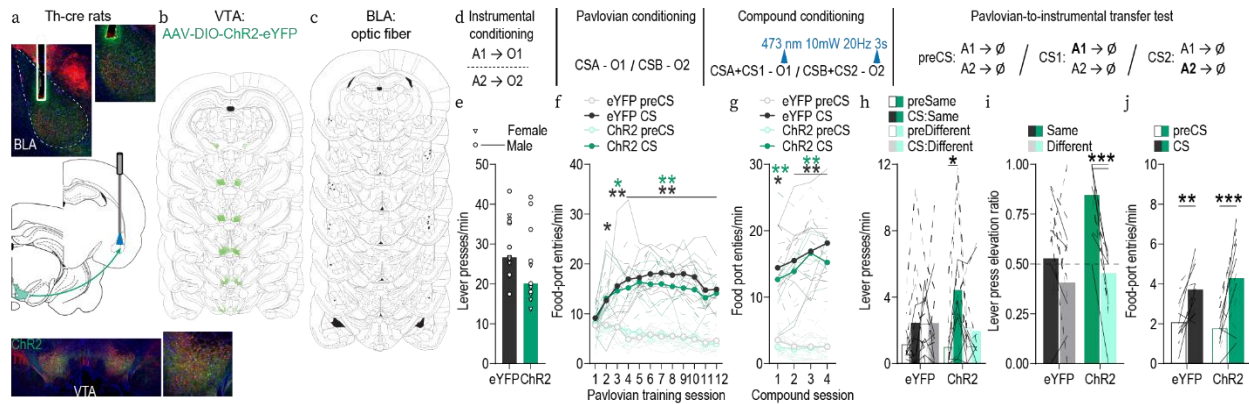 a Th-cre rats
BLA
ChR2
VTA
b VTA:
AAV-DIO-ChR2-eYFP
c BLA:
optic fiber
d Instrumental
conditioning
A1 → O1
A2 → O2
Pavlovian conditioning
CSA - O1 / CSB - O2
Compound conditioning
473 nm 10mW 20Hz 3s
CSA+CS1 - O1 / CSB+CS2 - O2
Pavlovian-to-instrumental transfer test
preCS: A1 → Ø
A2 → Ø
/
CS1: A1 → Ø
A2 → Ø
/
CS2: A1 → Ø
A2 → Ø
e
Female
Male
Lever presses/min
50
40
30
20
10
0
eYFP ChR2
f
eYFP preCS
eYFP CS
ChR2 preCS
ChR2 CS
*
**
**
**
*
Food-port entries/min
40
30
20
10
0
1 2 3 4 5 6 7 8 9 10 11 12
Pavlovian training session
g
eYFP preCS
eYFP CS
ChR2 preCS
ChR2 CS
**
**
*
**
Food port enties/min
30
20
10
0
1 2 3 4
Compound session
h
preSame
CS:Same
preDifferent
CS:Different
*
Lever presses/min
10
8
6
4
2
0
eYFP ChR2
i
Same
Different
***
Lever press elevation ratio
1.00
0.75
0.50
0.25
0.00
eYFP ChR2
j
preCS
CS
**
***
Food-port entries/min
10
8
6
4
2
0
eYFP ChR2